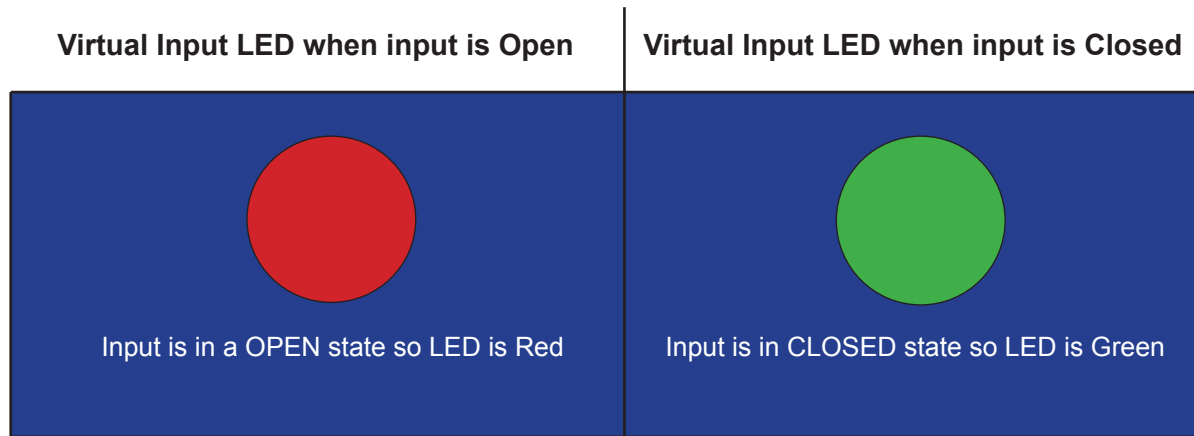 Virtual Input LED when input is Open
Virtual Input LED when input is Closed
Input is in a OPEN state so LED is Red
Input is in CLOSED state so LED is Green